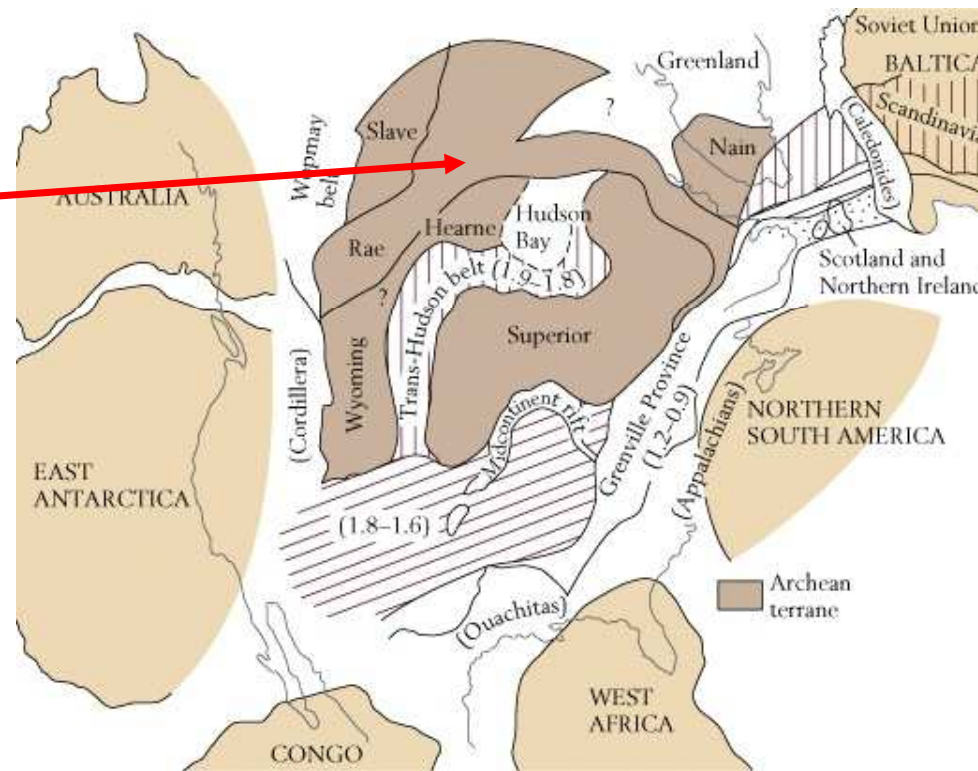 Soviet Union
BALTICA
Scandinavi
Greenland
?
(Caledonides)
Slave
Nain
Wopmay
belt
AUSTRALIA
Hudson
Bay
Hearne
Rae
Scotland and
Northern Ireland
?
Trans-Hudson belt (1.9–1.8)
Superior
Wyoming
(Cordillera)
Midcontinent rift
Grenville Province
(1.2–0.9)
(Appalachians)
NORTHERN
SOUTH AMERICA
EAST
ANTARCTICA
(1.8–1.6)
Archean
terrane
(Ouachitas)
WEST
AFRICA
CONGO